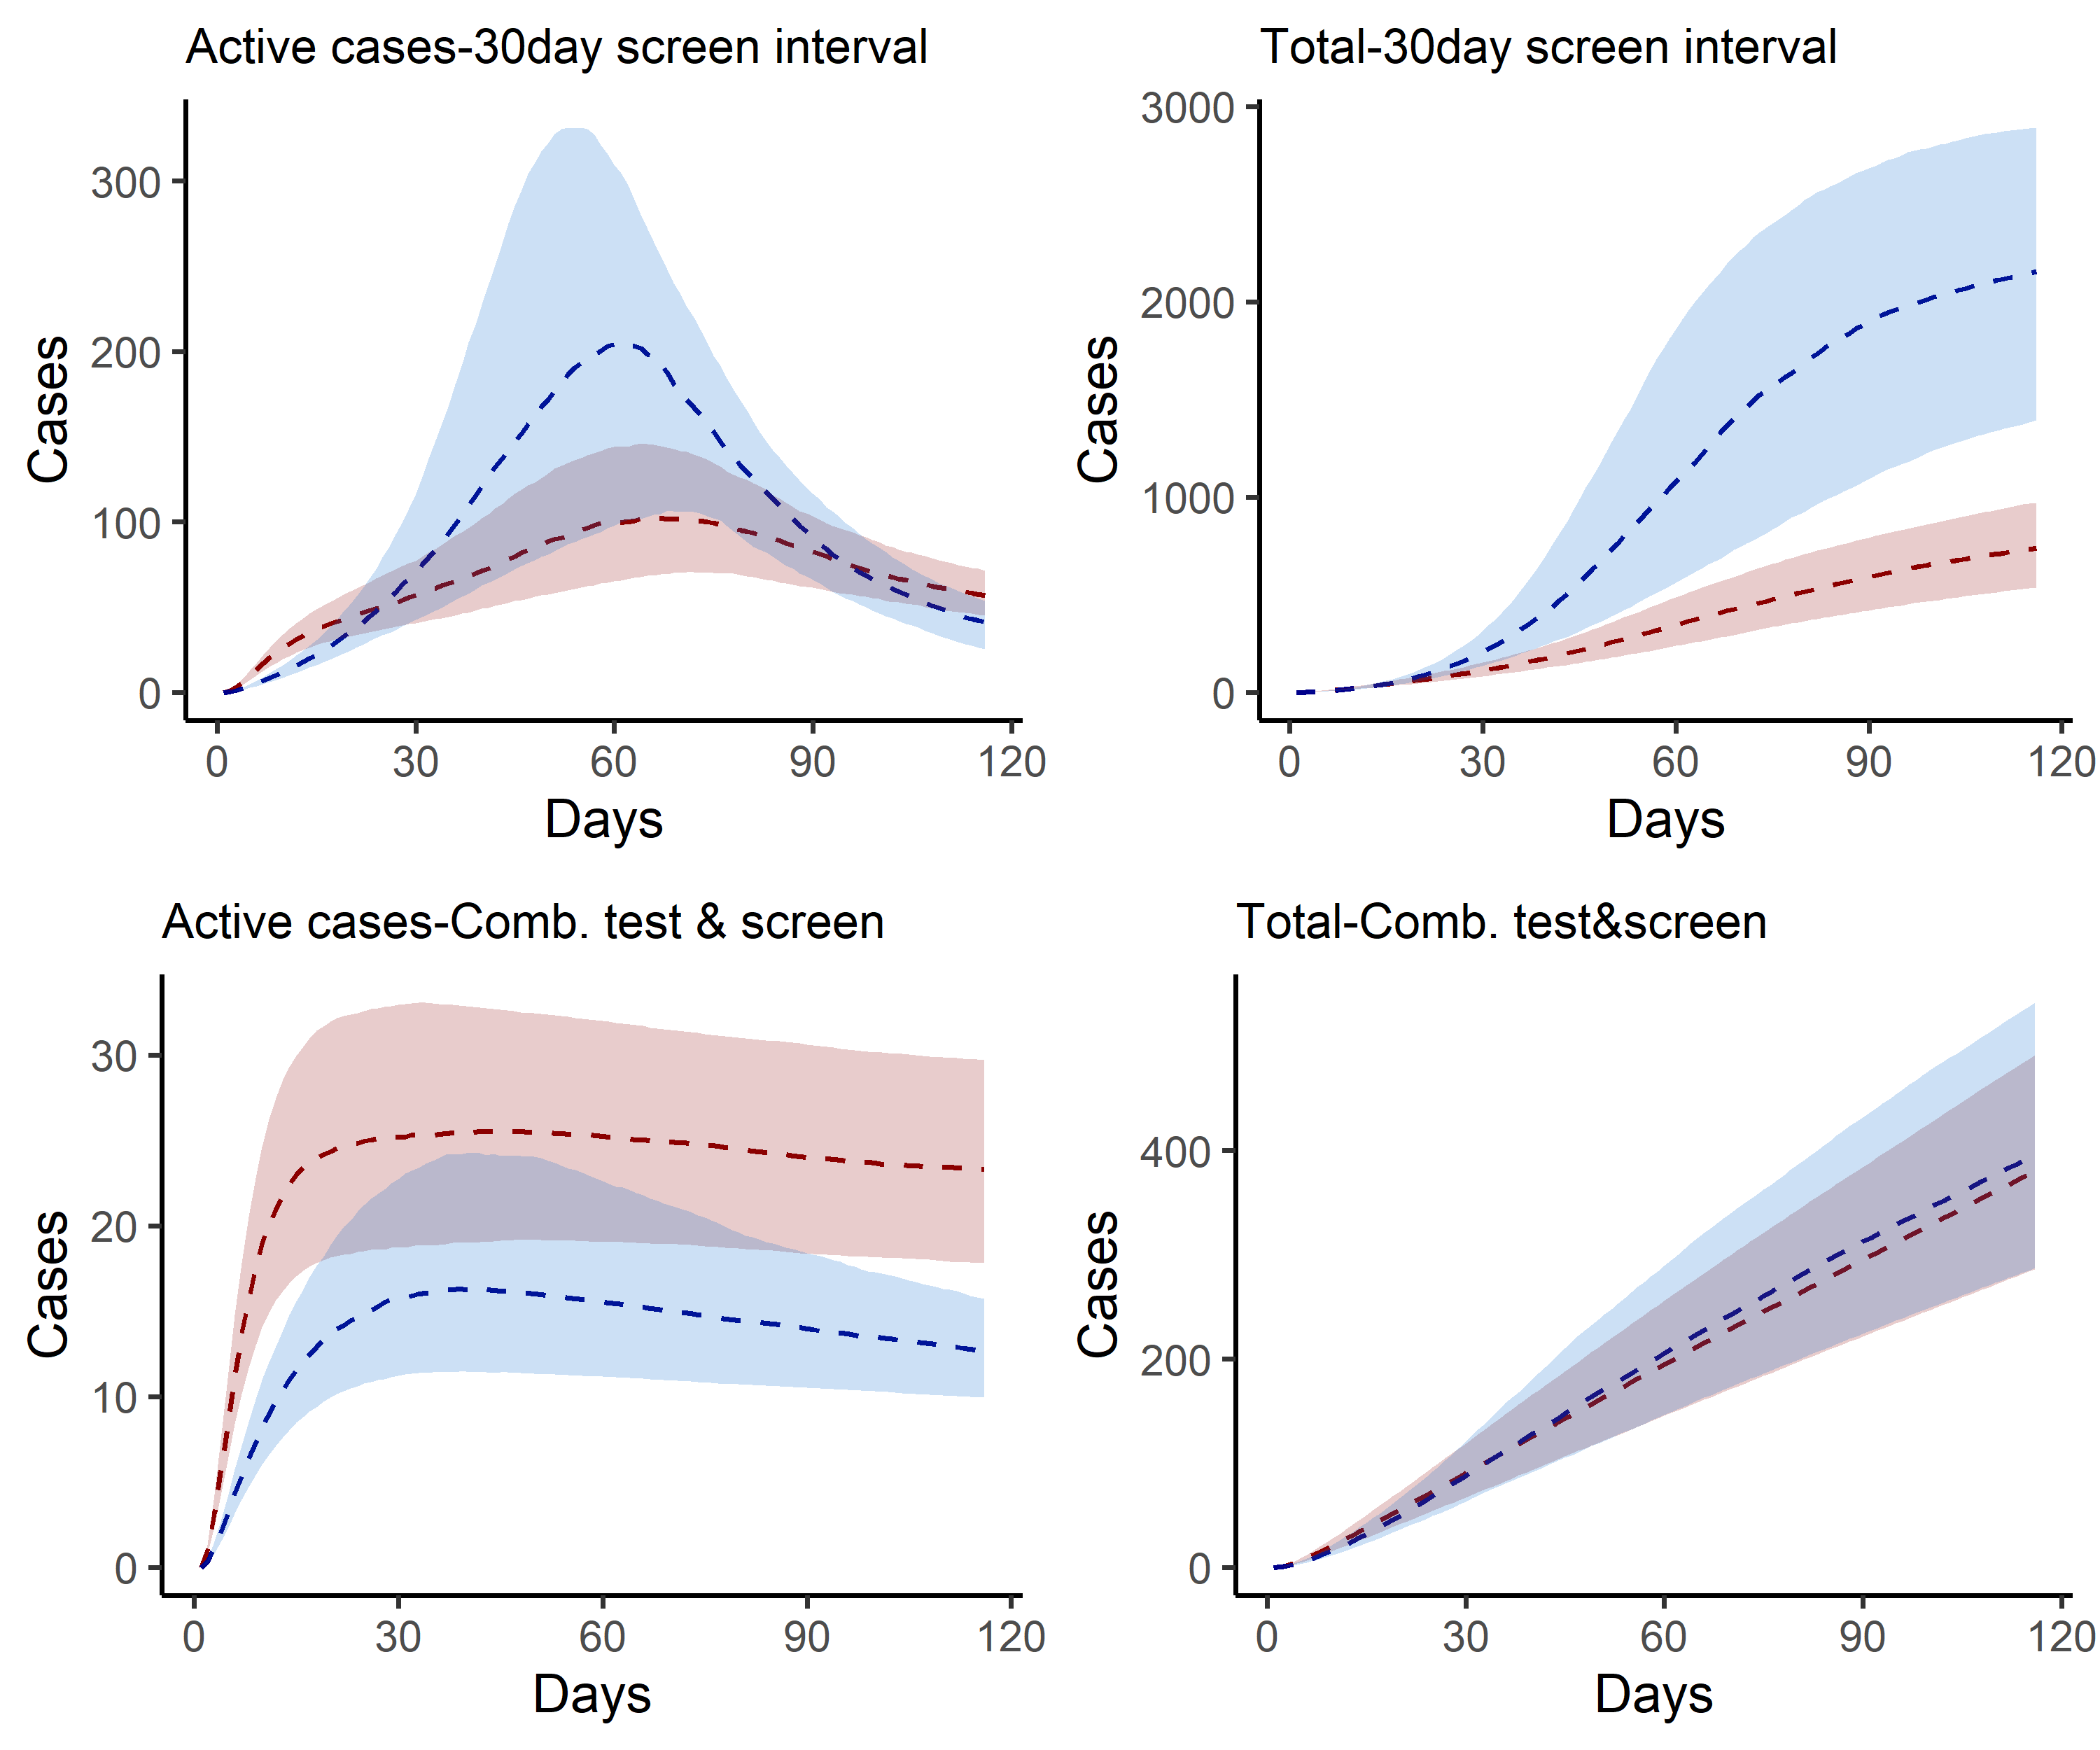 Active cases-30day screen interval
Cases
300
200
100
0
0 30 60 90 120
Days
Total-30day screen interval
Cases
3000
2000
1000
0
0 30 60 90 120
Days
Active cases-Comb. test & screen
Cases
30
20
10
0
0 30 60 90 120
Days
Total-Comb. test&screen
Cases
400
200
0
0 30 60 90 120
Days